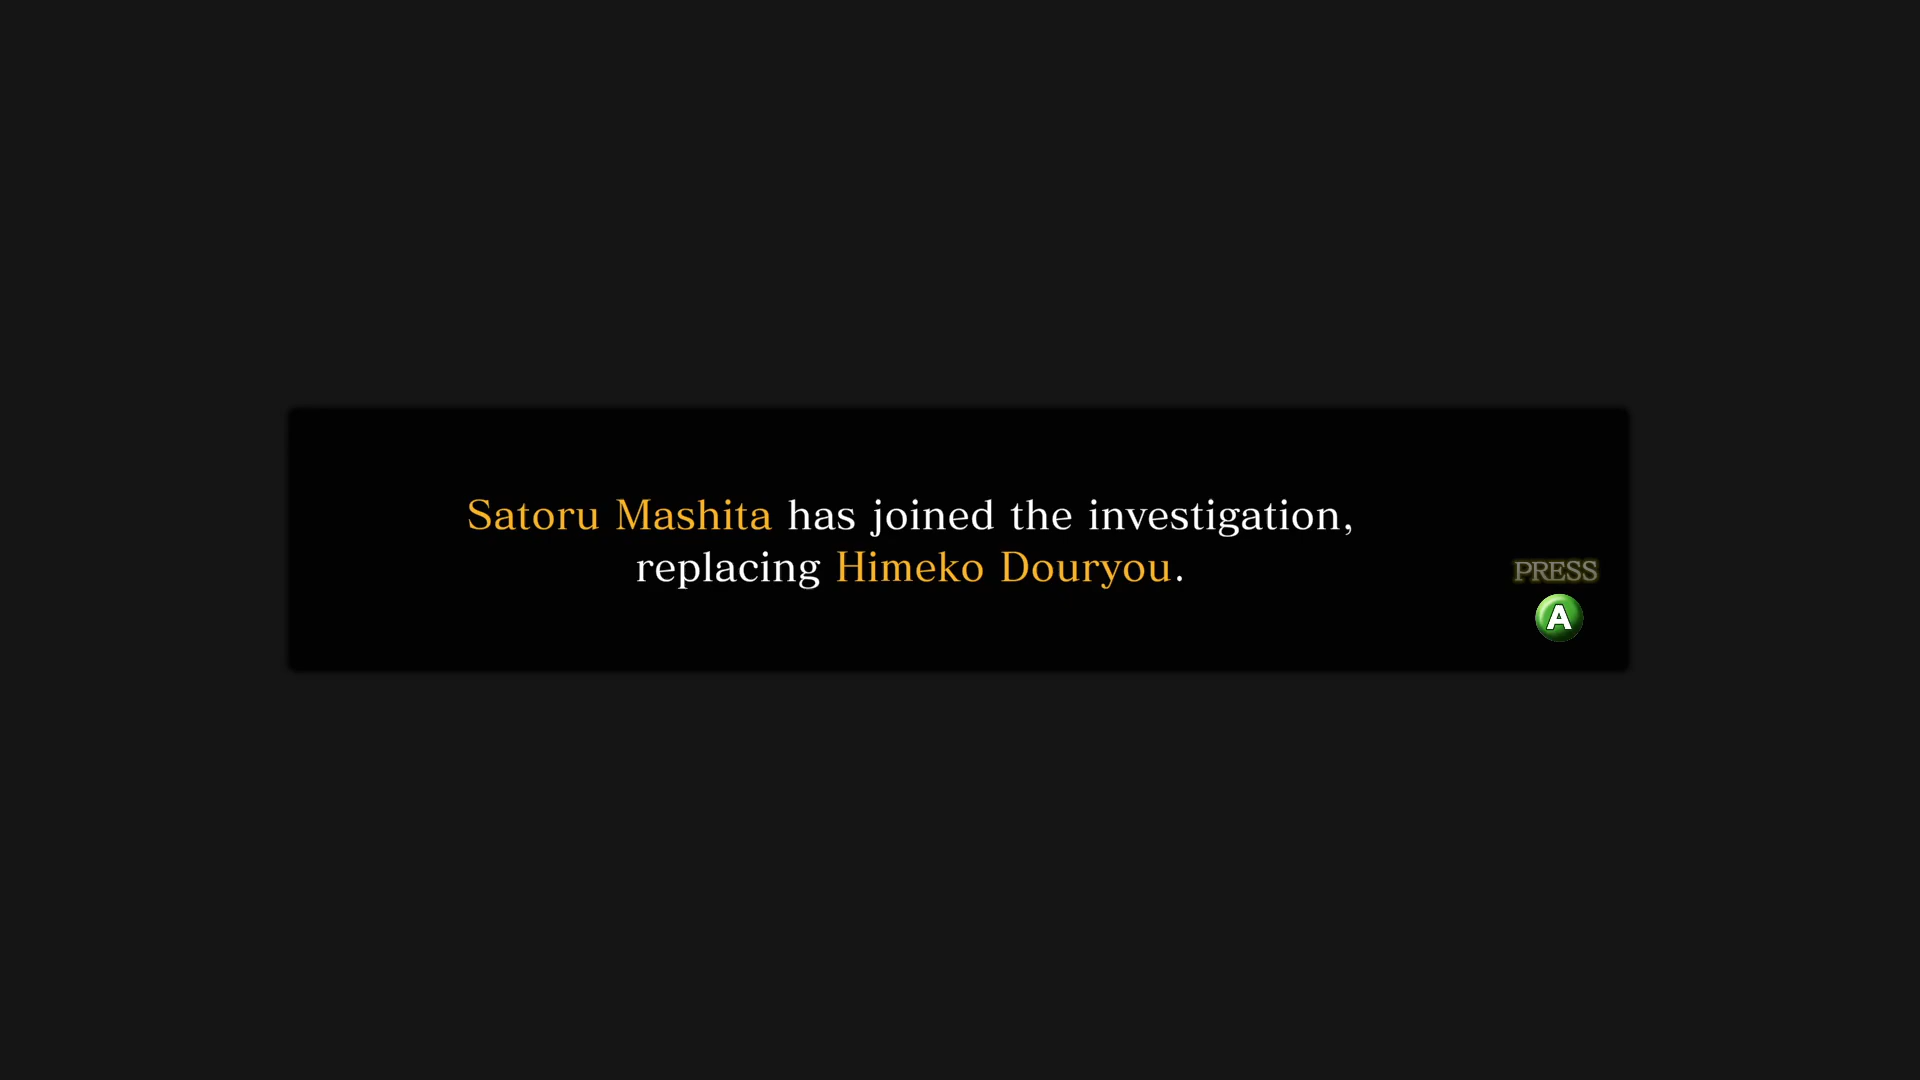 Satoru Mashita has joined the investigation,
replacing Himeko Douryou.
PRESS
A